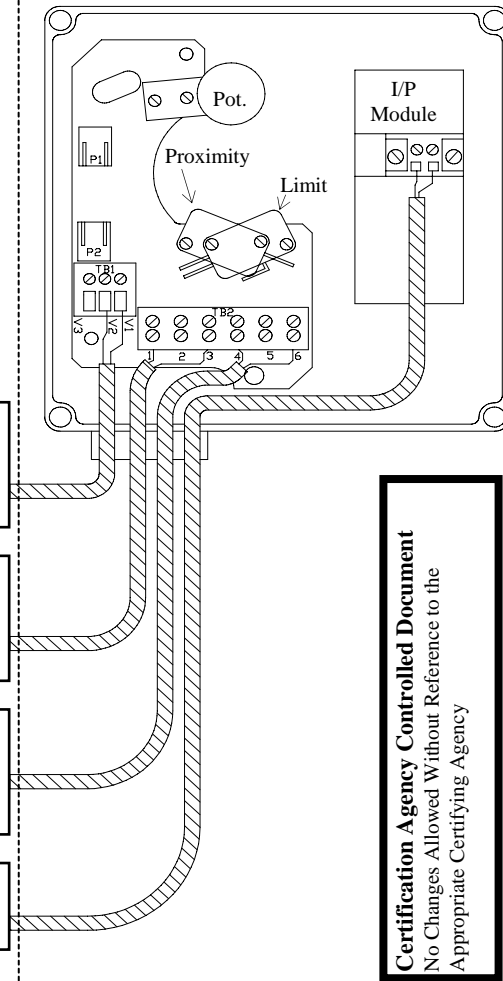 Pot.
I/P
Module
P1
Proximity
Limit
P2
TB1
V3
V2
V1
TB2
1 2 3 4 5 6
Certification Agency Controlled Document
No Changes Allowed Without Reference to the
Appropriate Certifying Agency